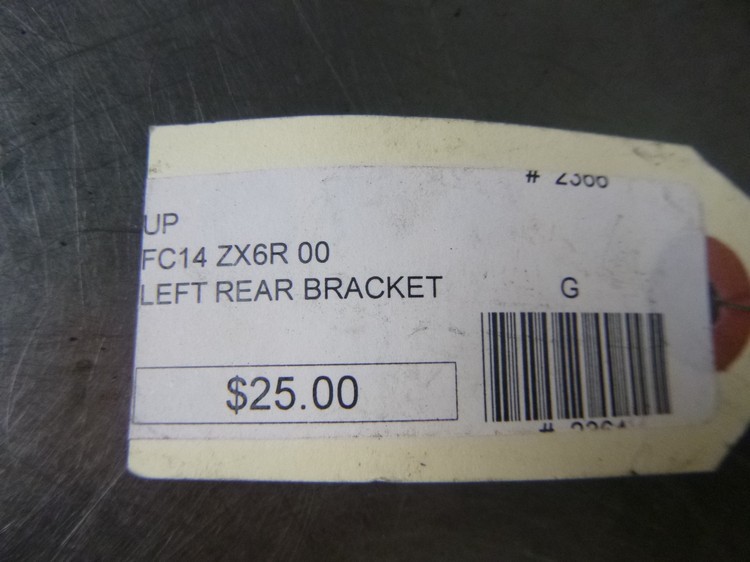 #
UP
FC14 ZX6R 00
LEFT REAR BRACKET
G
$25.00
#